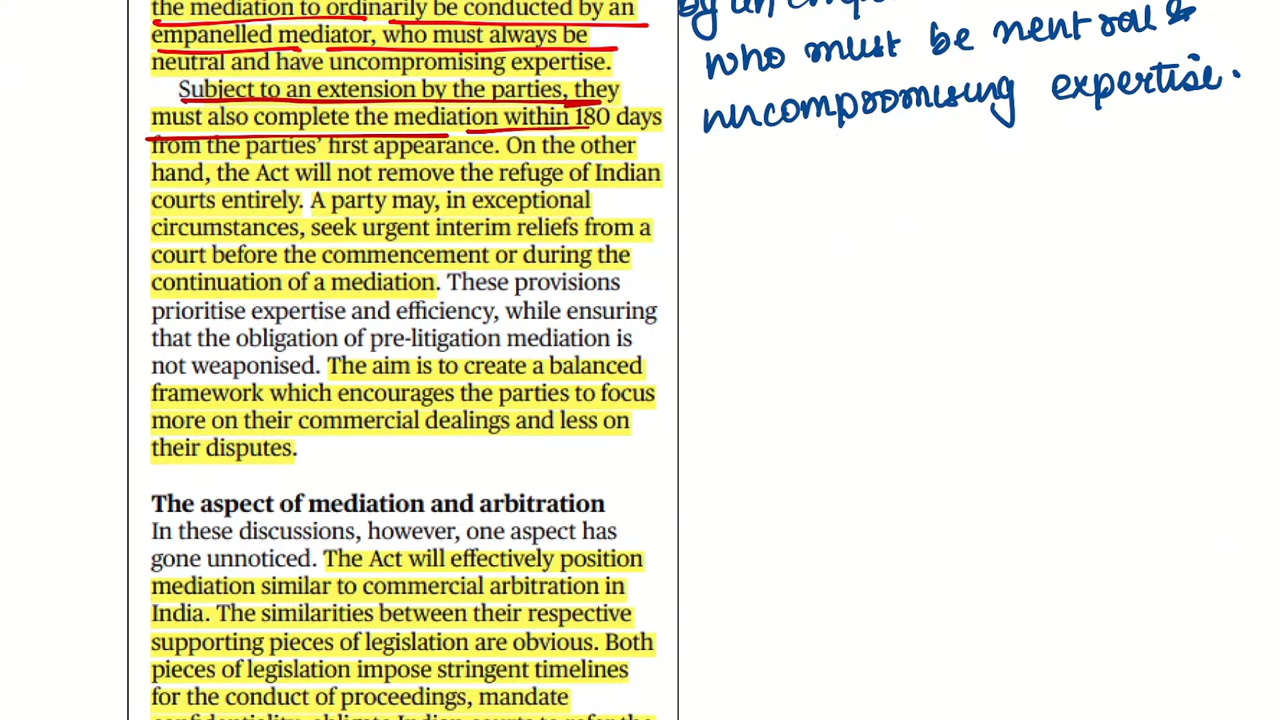 the mediation to ordinarily be conducted by an
empanelled mediator, who must always be
neutral and have uncompromising expertise.
Subject to an extension by the parties, they
must also complete the mediation within 180 days
from the parties’ first appearance. On the other
hand, the Act will not remove the refuge of Indian
courts entirely. A party may, in exceptional
circumstances, seek urgent interim reliefs from a
court before the commencement or during the
continuation of a mediation. These provisions
prioritise expertise and efficiency, while ensuring
that the obligation of pre-litigation mediation is
not weaponised. The aim is to create a balanced
framework which encourages the parties to focus
more on their commercial dealings and less on
their disputes.
The aspect of mediation and arbitration
In these discussions, however, one aspect has
gone unnoticed. The Act will effectively position
mediation similar to commercial arbitration in
India. The similarities between their respective
supporting pieces of legislation are obvious. Both
pieces of legislation impose stringent timelines
for the conduct of proceedings, mandate
confidentiality, obligate Indian courts to refer the
by an
who must be neutral &
uncompromising expertise.